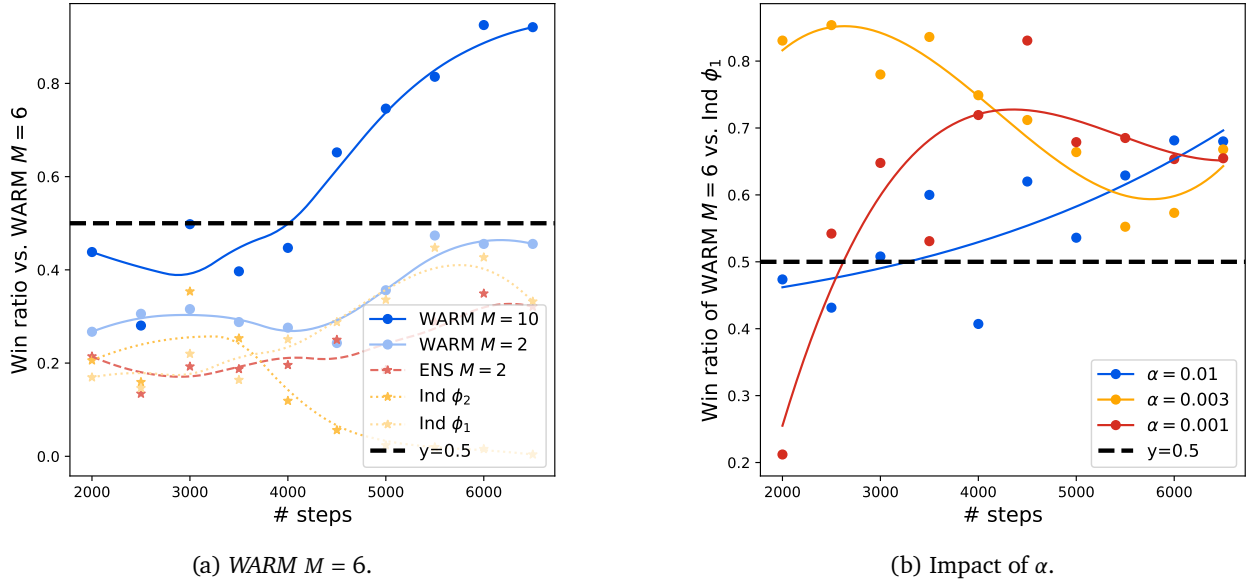 Win ratio vs. WARM M = 6
0.8
0.6
0.4
0.2
0.0
2000 3000 4000 5000 6000
# steps
WARM M = 10
WARM M = 2
ENS M = 2
Ind ϕ2
Ind ϕ1
y=0.5
(a) WARM M = 6.
Win ratio of WARM M = 6 vs. Ind ϕ1
0.8
0.7
0.6
0.5
0.4
0.3
0.2
2000 3000 4000 5000 6000
# steps
α = 0.01
α = 0.003
α = 0.001
y=0.5
(b) Impact of α.